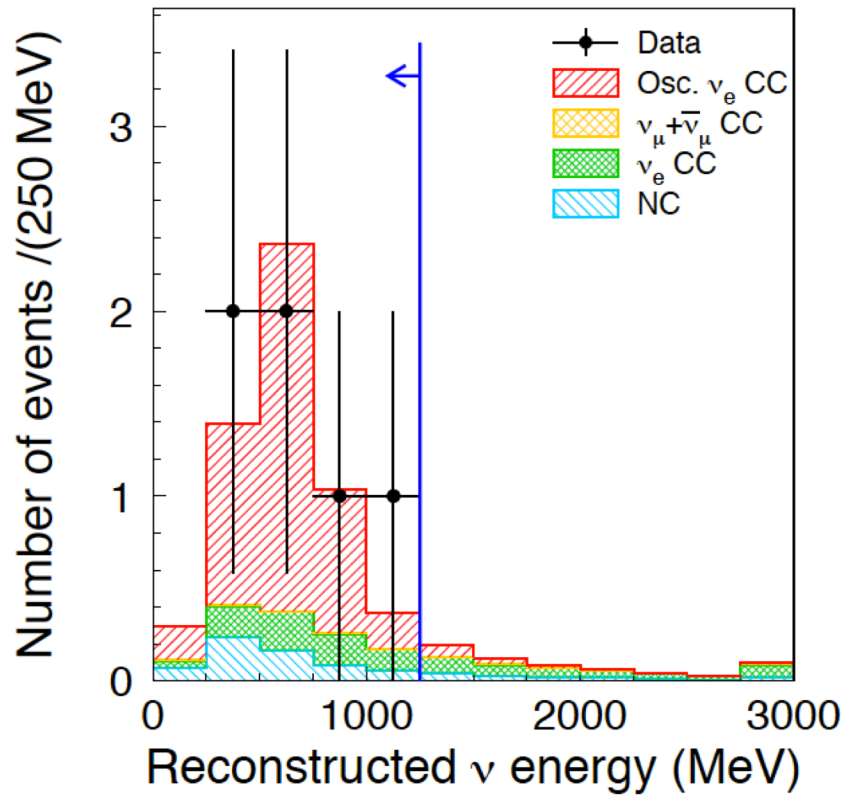 Number of events /(250 MeV)
3
2
1
0
Data
Osc. νe CC
νμ+ν̅μ CC
νe CC
NC
0 1000 2000 3000
Reconstructed ν energy (MeV)